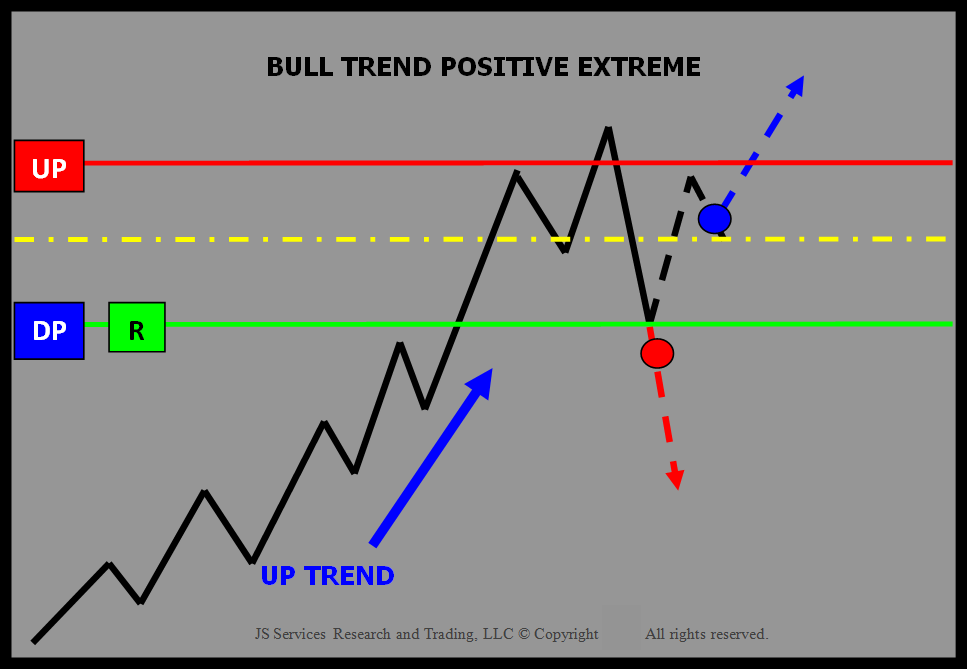 BULL TREND POSITIVE EXTREME
UP
DP
R
UP TREND
JS Services Research and Trading, LLC © Copyright All rights reserved.